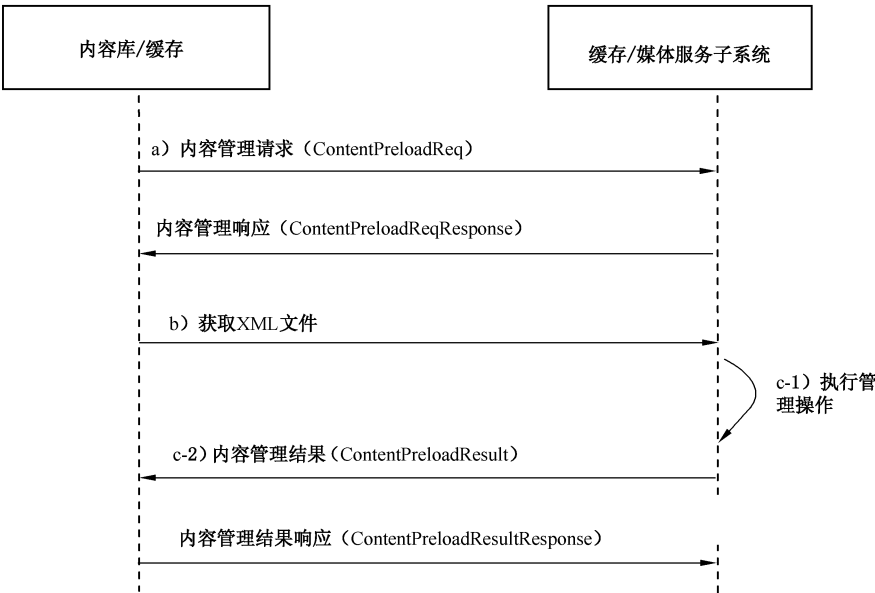 内容库/缓存
缓存/媒体服务子系统
a）内容管理请求（ContentPreloadReq）
内容管理响应（ContentPreloadReqResponse）
b）获取XML文件
c-1）执行管
理操作
c-2）内容管理结果（ContentPreloadResult）
内容管理结果响应（ContentPreloadResultResponse）